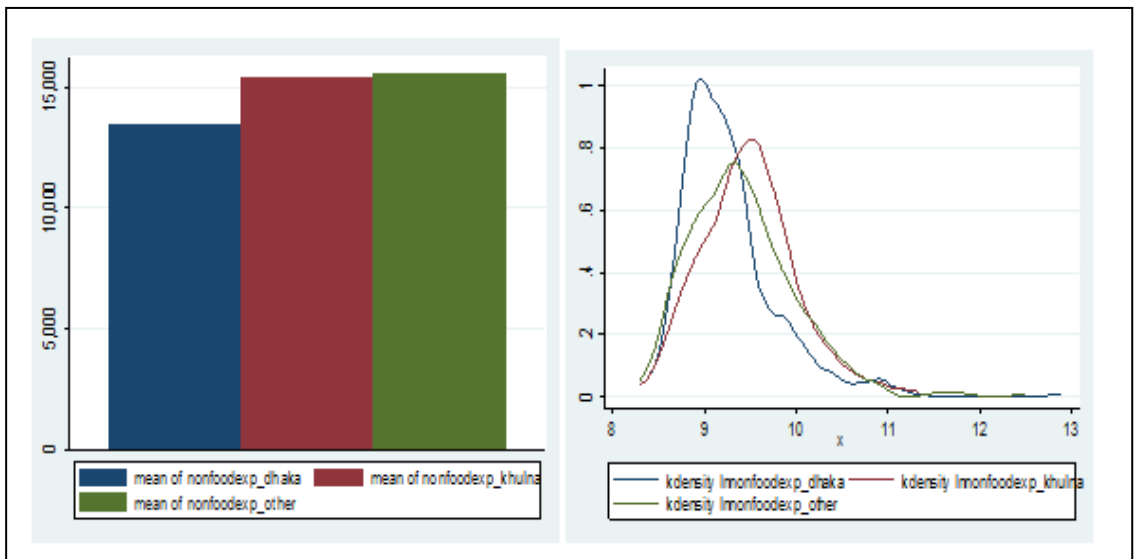 15,000
10,000
5,000
0
mean of nonfoodexp_dhaka mean of nonfoodexp_khulna
mean of nonfoodexp_other
1
.8
.6
.4
.2
0
8 9 10 11 12 13
x
kdensity lnnonfoodexp_dhaka kdensity lnnonfoodexp_khulna
kdensity lnnonfoodexp_other